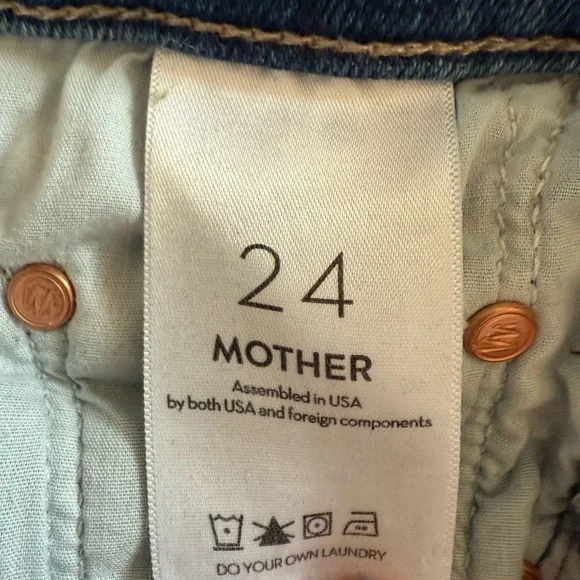 24
MOTHER
Assembled in USA
by both USA and foreign components
DO YOUR OWN LAUNDRY